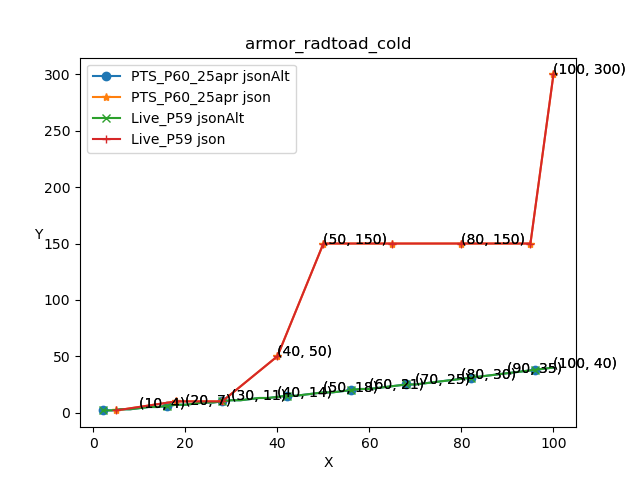 armor_radtoad_cold
PTS_P60_25apr jsonAlt
PTS_P60_25apr json
Live_P59 jsonAlt
Live_P59 json
(100, 300)
(50, 150)
(80, 150)
(40, 50)
(10, 4)
(20, 7)
(30, 11)
(40, 14)
(50, 18)
(60, 21)
(70, 25)
(80, 30)
(90, 35)
(100, 40)
Y
300
250
200
150
100
50
0
0 20 40 60 80 100
X